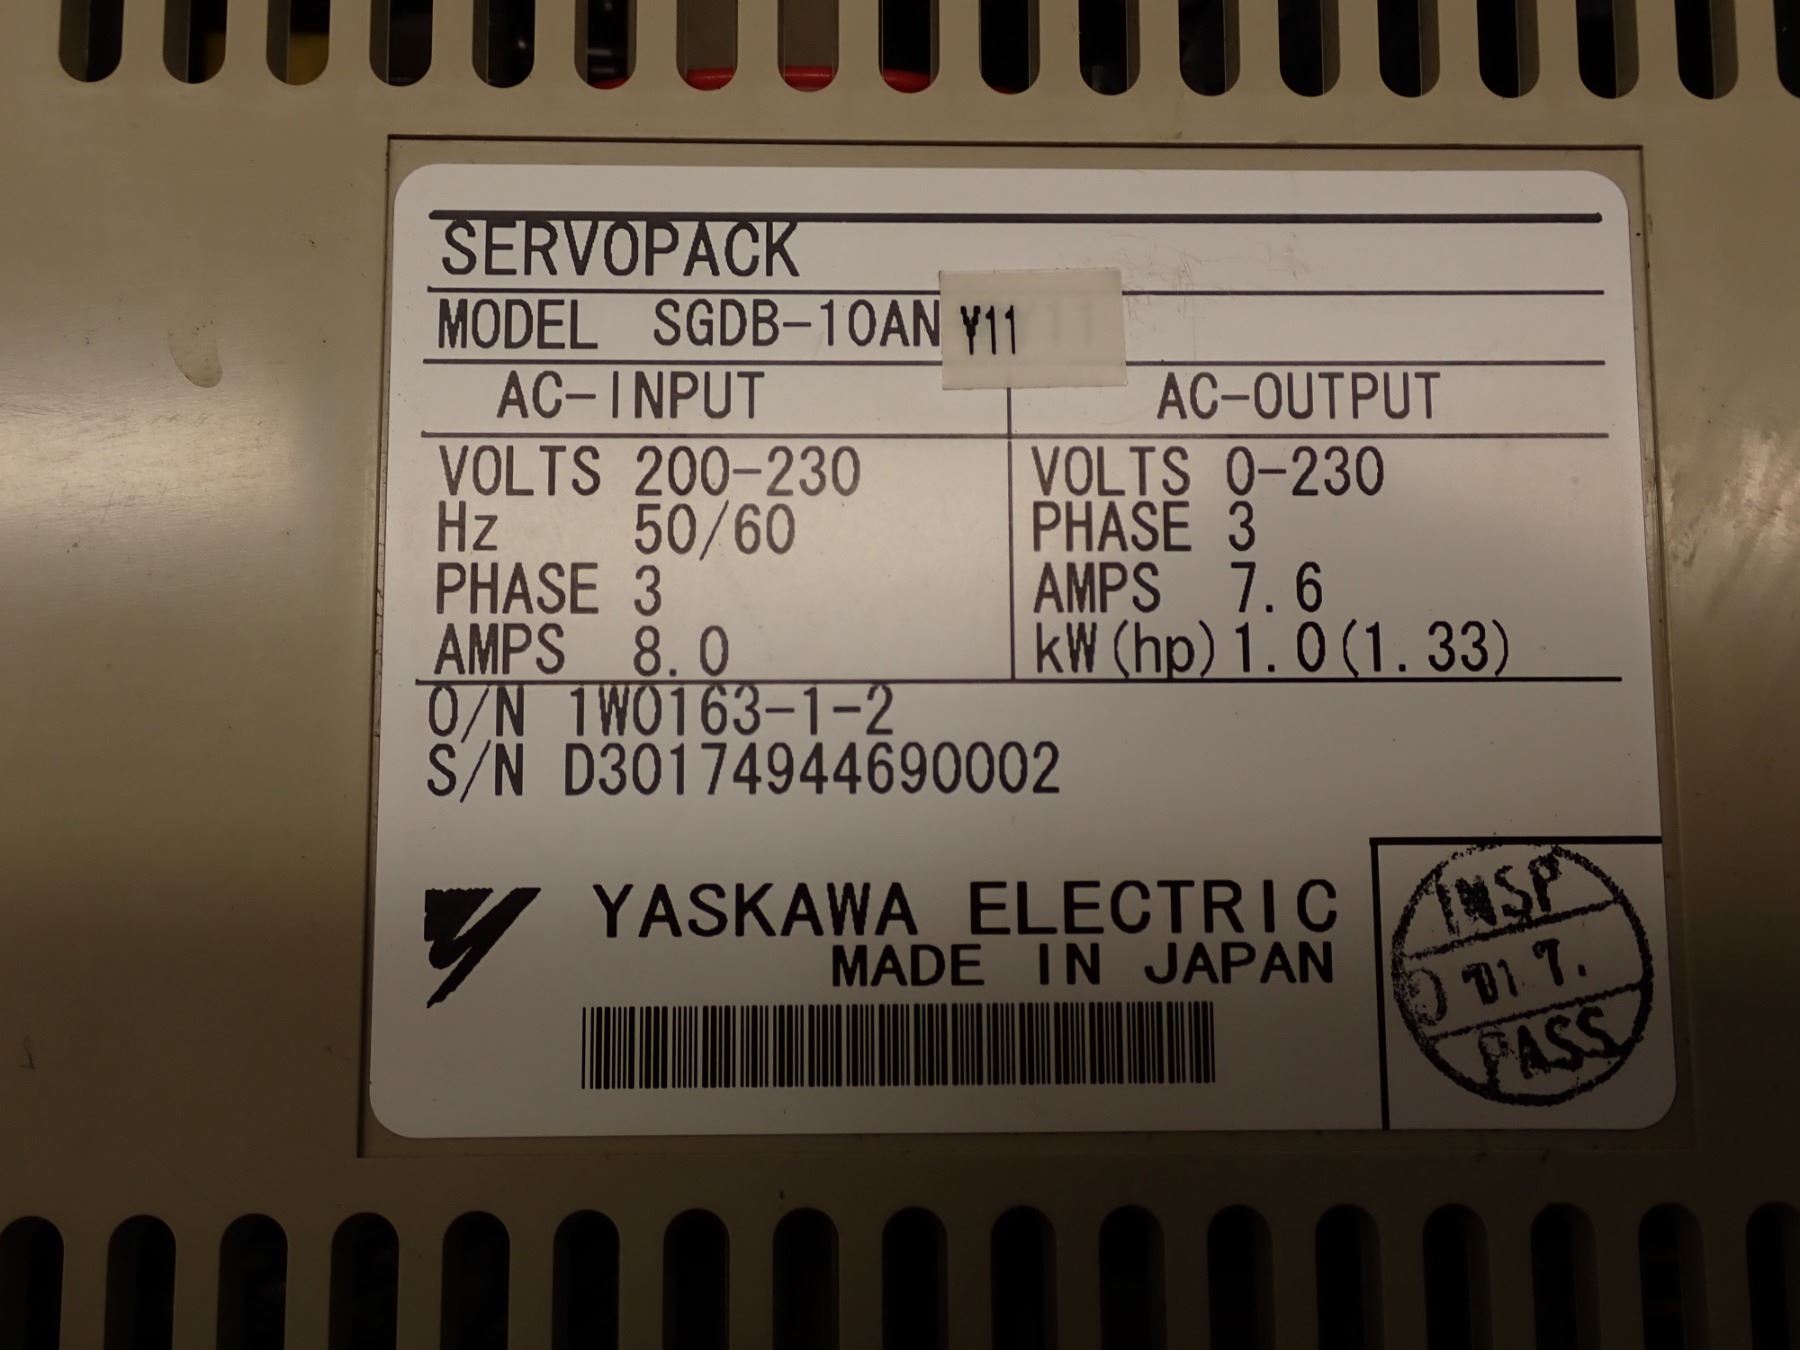 SERVOPACK
MODEL SGDB-10AN Y11
AC-INPUT AC-OUTPUT
VOLTS 200-230 VOLTS 0-230
Hz 50/60 PHASE 3
PHASE 3 AMPS 7.6
AMPS 8.0 kW(hp) 1.0(1.33)
O/N 1W0163-1-2
S/N D30174944690002
YASKAWA ELECTRIC
MADE IN JAPAN
INSP
PASS